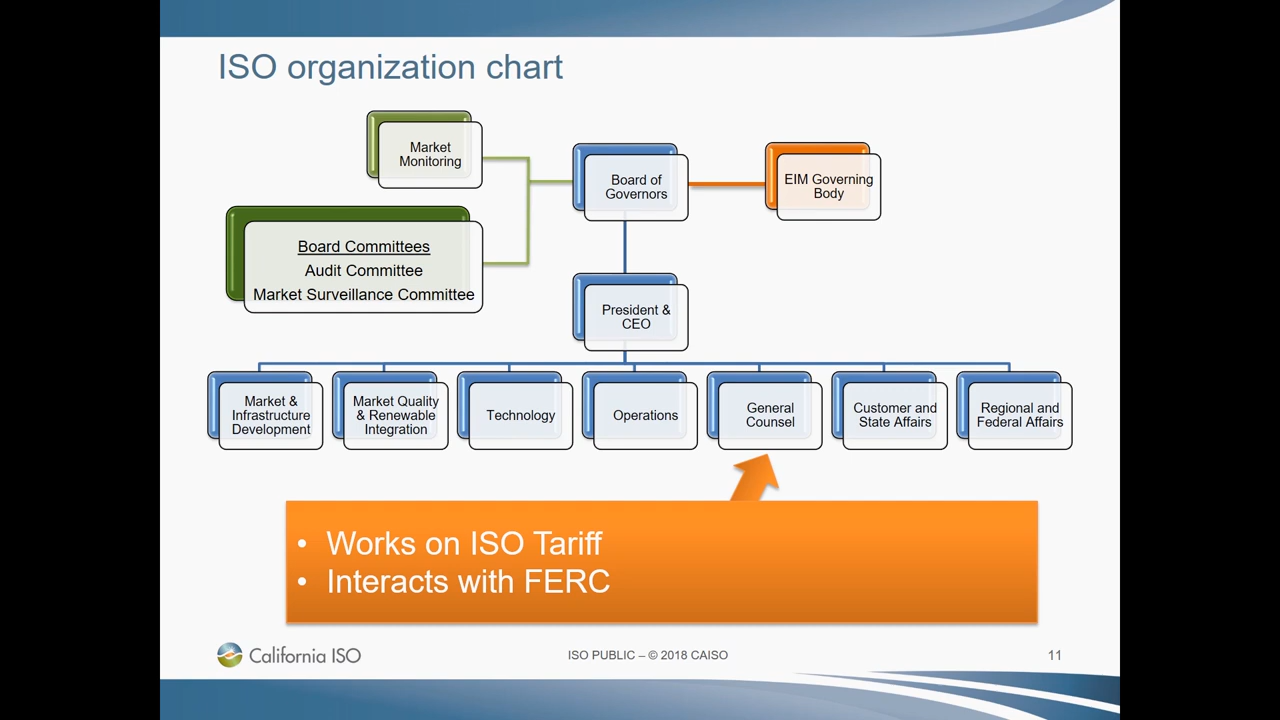 ISO organization chart
Market
Monitoring
Board of
Governors
EIM Governing
Body
Board Committees
Audit Committee
Market Surveillance Committee
President &
CEO
Market &
Infrastructure
Development
Market Quality
& Renewable
Integration
Technology
Operations
General
Counsel
Customer and
State Affairs
Regional and
Federal Affairs
• Works on ISO Tariff
• Interacts with FERC
California ISO
ISO PUBLIC – © 2018 CAISO
11